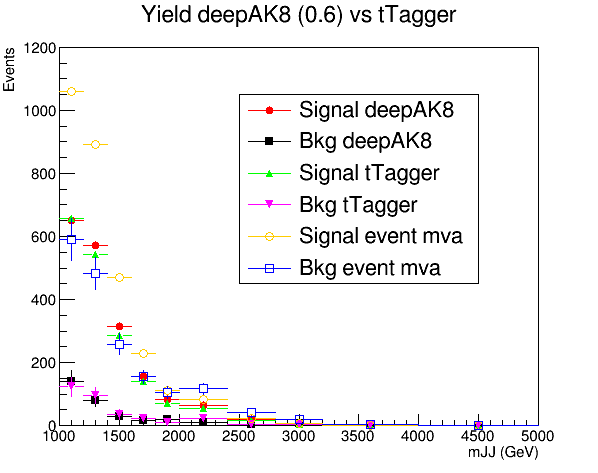 Yield deepAK8 (0.6) vs tTagger
Events
1200
1000
800
600
400
200
0
Signal deepAK8
Bkg deepAK8
Signal tTagger
Bkg tTagger
Signal event mva
Bkg event mva
1000 1500 2000 2500 3000 3500 4000 4500 5000
mJJ (GeV)